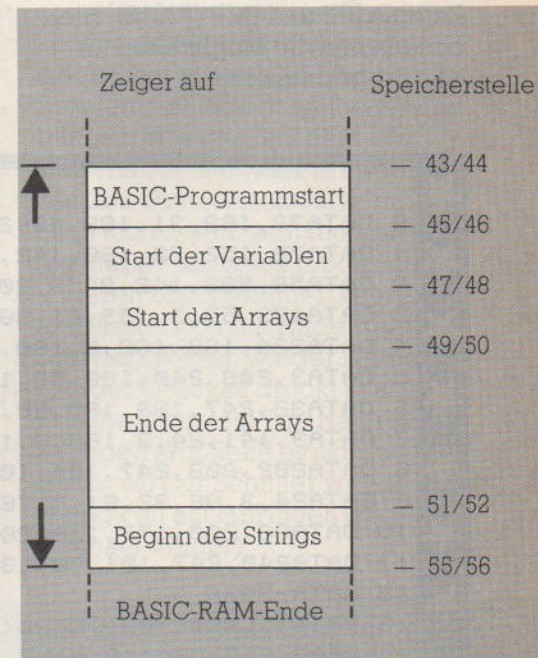 Zeiger auf Speicherstelle
— 43/44
BASIC-Programmstart
— 45/46
Start der Variablen
— 47/48
Start der Arrays
— 49/50
Ende der Arrays
— 51/52
Beginn der Strings
— 55/56
BASIC-RAM-Ende